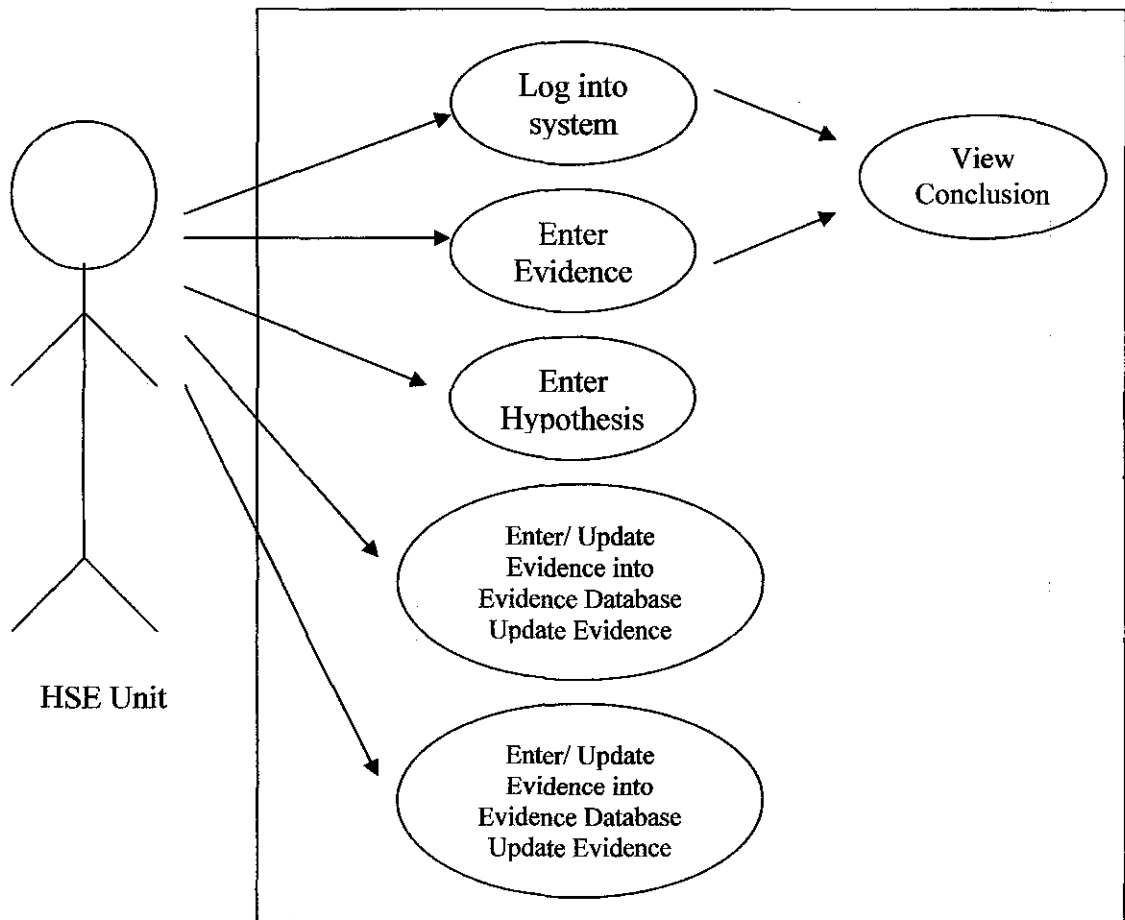 Log into
system
View
Conclusion
Enter
Evidence
Enter
Hypothesis
Enter/ Update
Evidence into
Evidence Database
Update Evidence
HSE Unit
Enter/ Update
Evidence into
Evidence Database
Update Evidence